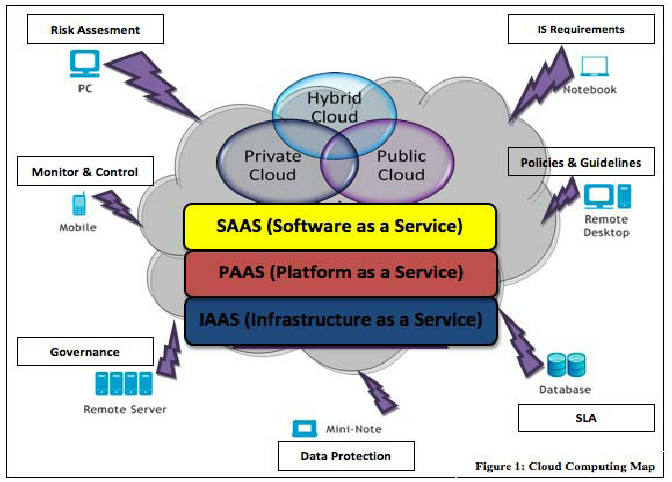 Risk Assesment
IS Requirements
PC
Notebook
Hybrid
Cloud
Private
Cloud
Public
Cloud
Monitor & Control
Policies & Guidelines
Mobile
Remote
Desktop
SAAS (Software as a Service)
PAAS (Platform as a Service)
IAAS (Infrastructure as a Service)
Governance
Remote Server
Database
SLA
Mini-Note
Data Protection
Figure 1: Cloud Computing Map